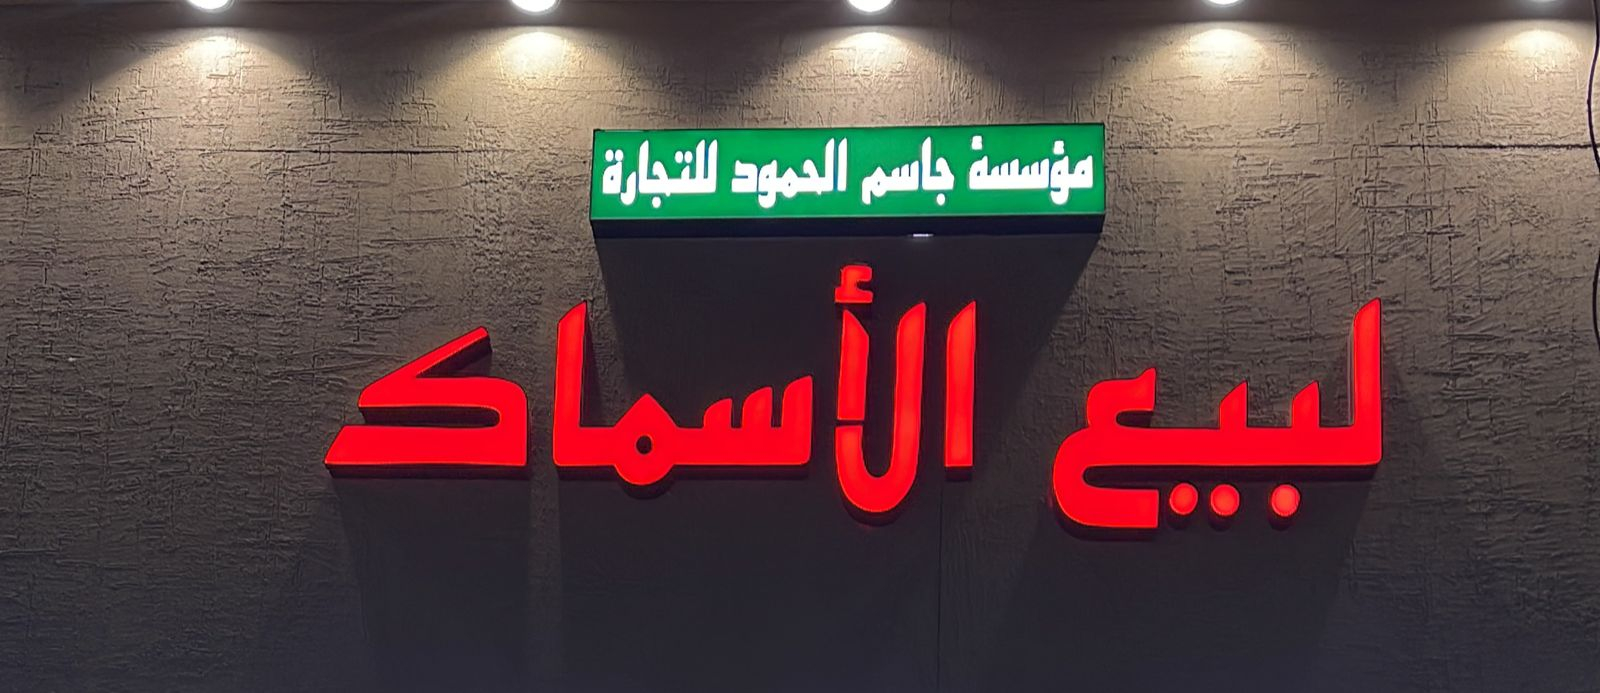 مؤسسة جاسم الحمود للتجارة
لبيع الأسماك